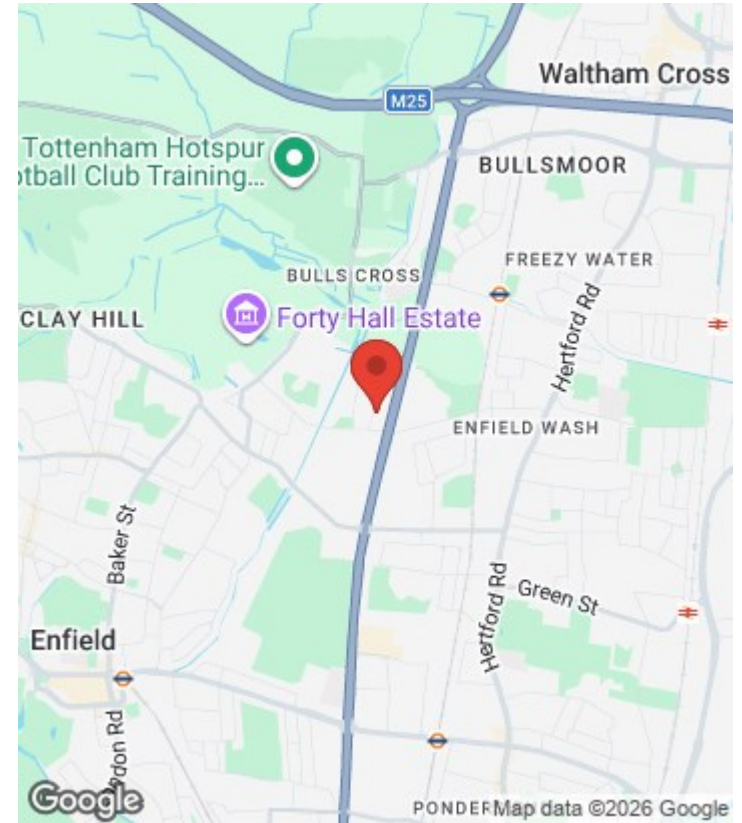 Waltham Cross
M25
Tottenham Hotspur
otball Club Training...
BULLSMOOR
FREEZY WATER
BULLS CROSS
CLAY HILL
Forty Hall Estate
Hertford Rd
ENFIELD WASH
Baker St
Hertford Rd
Green St
Enfield
ndon Rd
Google
PONDER
Map data ©2026 Google